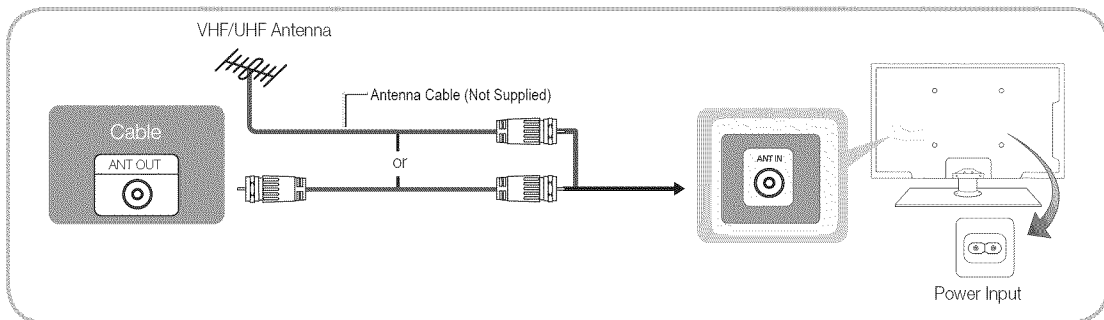 VHF/UHF Antenna
Antenna Cable (Not Supplied)
Cable
ANT OUT
or
ANT IN
Power Input